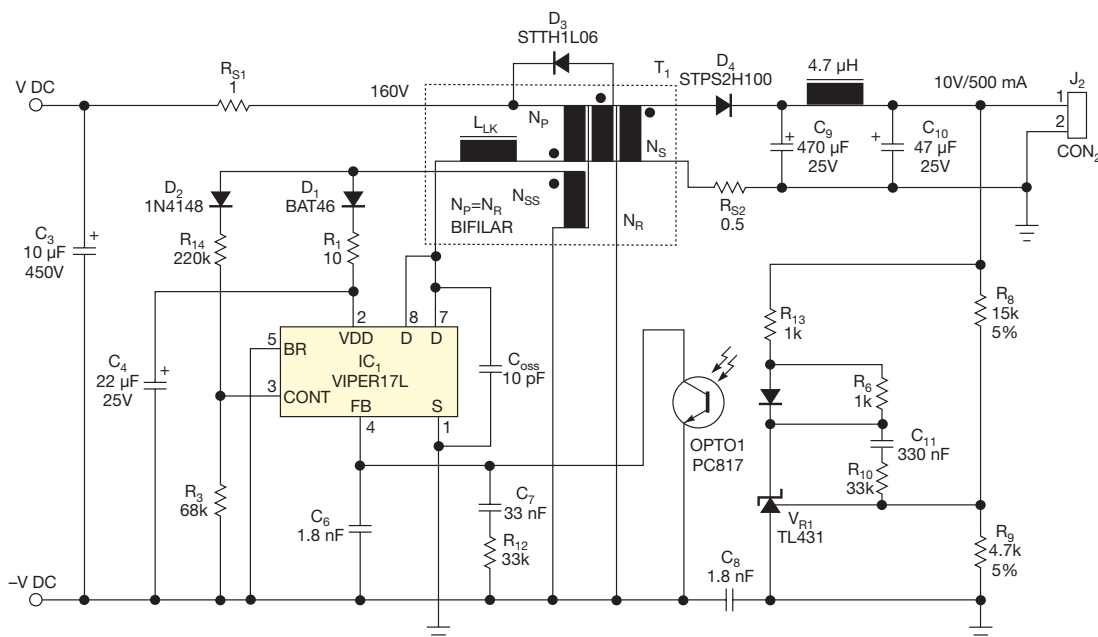 D3
STTH1L06
V DC
RS1
1
160V
T1
D4
STPS2H100
4.7 µH
10V/500 mA
J2
1
2
CON2
NP
LLK
NS
C9
470 µF
25V
C10
47 µF
25V
D2
1N4148
D1
BAT46
NSS
NP=NR
BIFILAR
NR
RS2
0.5
C3
10 µF
450V
R14
220k
R1
10
R13
1k
R8
15k
5%
2
8
7
5
BR
VDD
D
D
IC1
VIPER17L
C4
22 µF
25V
3
CONT
FB
S
4
1
Coss
10 pF
R6
1k
OPTO1
PC817
C11
330 nF
R10
33k
R3
68k
C6
1.8 nF
C7
33 nF
R12
33k
VR1
TL431
R9
4.7k
5%
C8
1.8 nF
–V DC